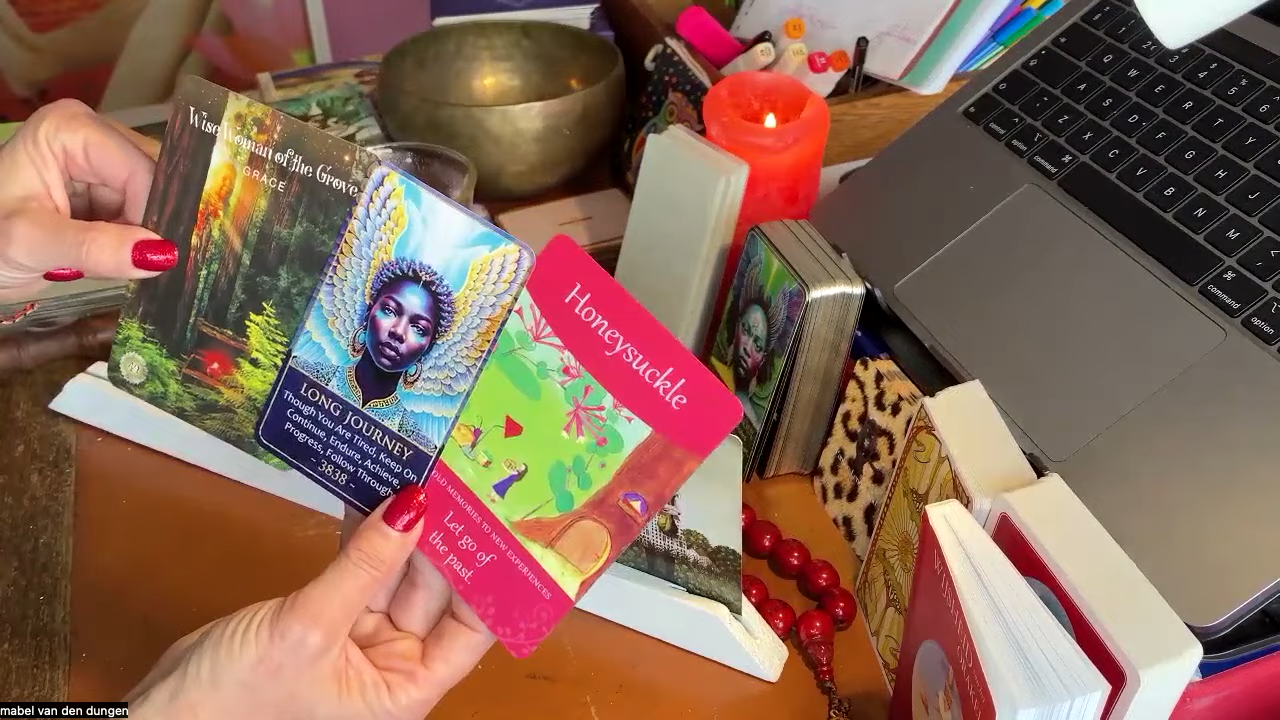 Wise Woman of the Grove
GRACE
LONG JOURNEY
Though You Are Tired, Keep On
Continue, Endure, Achieve,
Progress, Follow Through
~ 3838 ~
Honeysuckle
OLD MEMORIES TO NEW EXPERIENCES
Let go of
the past.
Q W E R T Y
A S D F G H J
Z X C V B N M
control option command
command option
mabel van den dungen